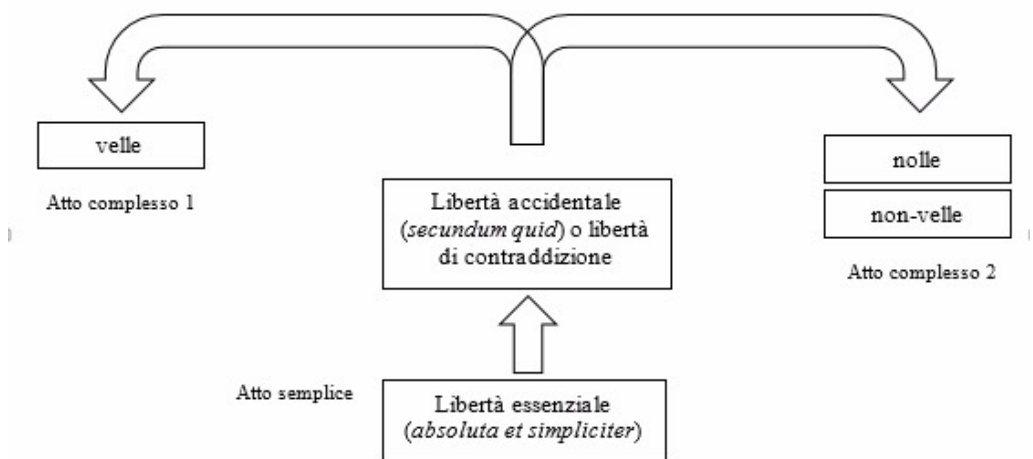 velle
Atto complesso 1
nolle
non-velle
Atto complesso 2
Libertà accidentale
(secundum quid) o libertà
di contraddizione
Atto semplice
Libertà essenziale
(absoluta et simpliciter)